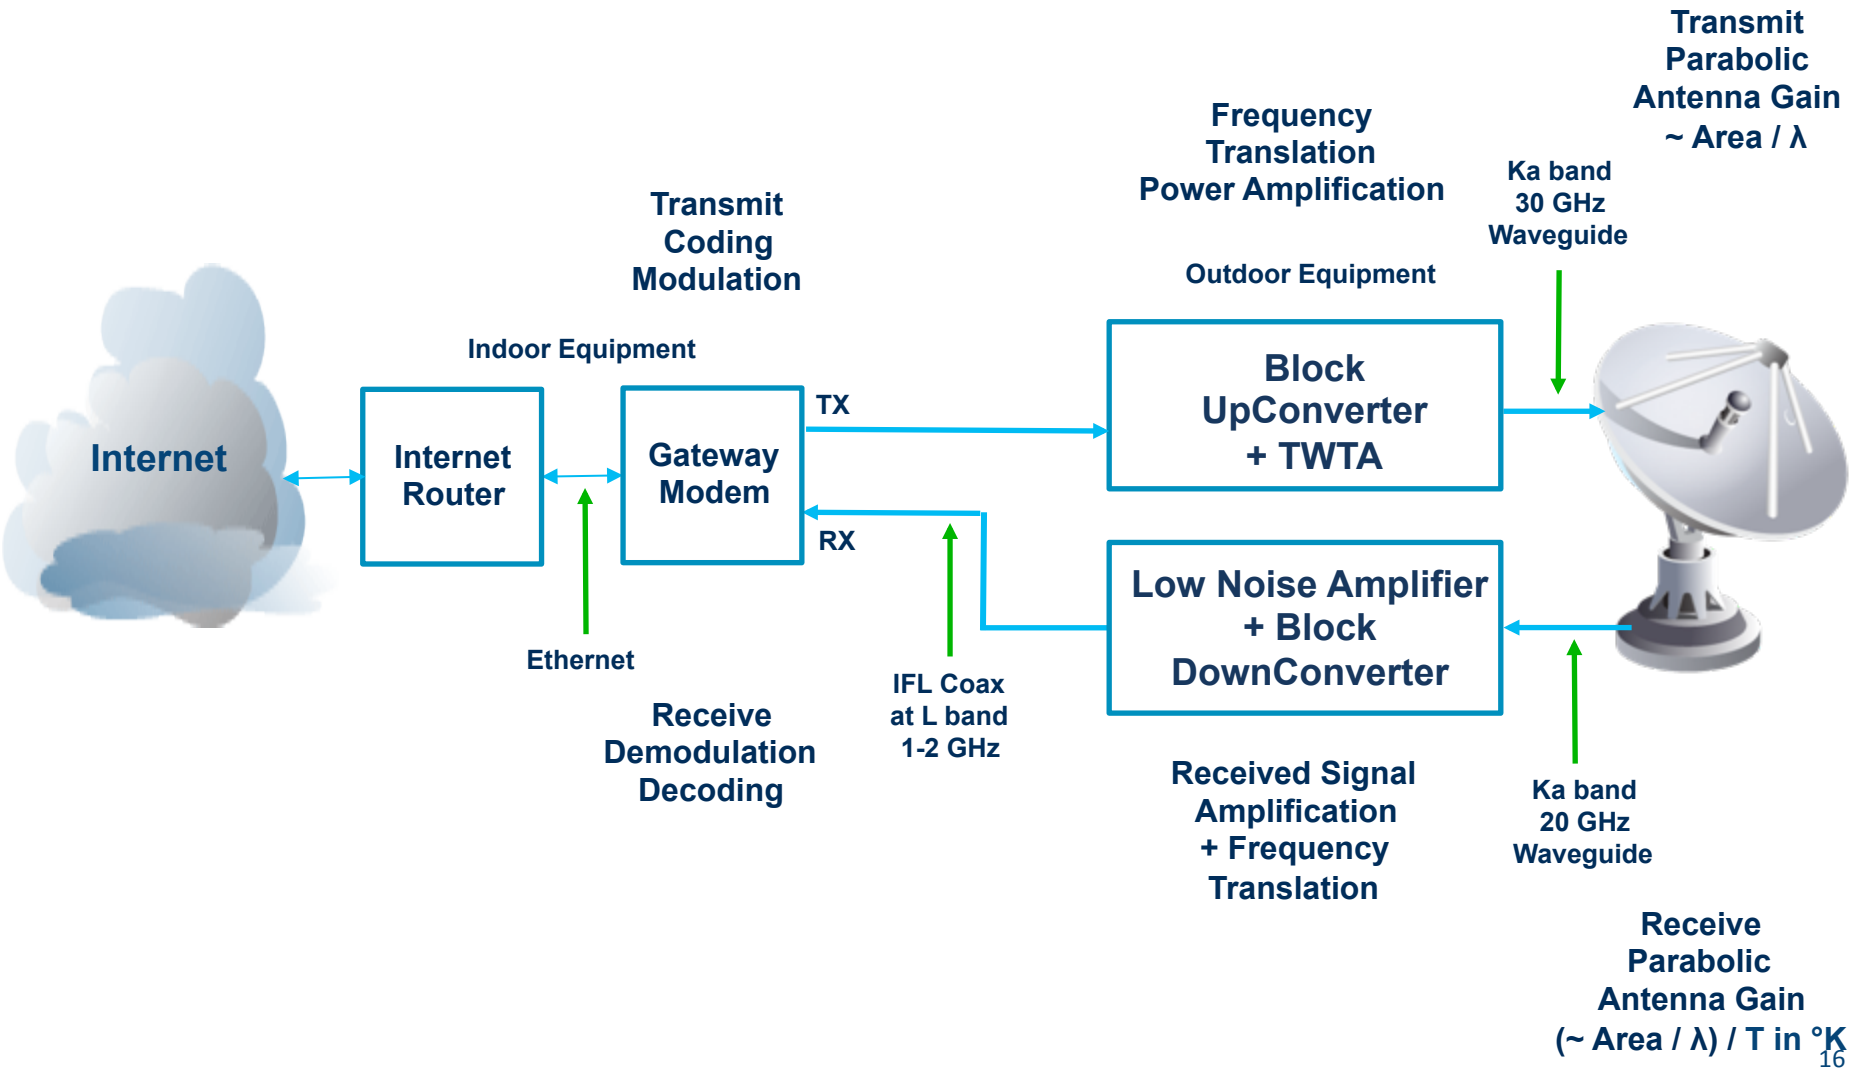 Transmit
Parabolic
Antenna Gain
~ Area / λ
Frequency
Translation
Power Amplification
Ka band
30 GHz
Waveguide
Transmit
Coding
Modulation
Outdoor Equipment
Indoor Equipment
Block
UpConverter
+ TWTA
TX
Internet
Internet
Router
Gateway
Modem
RX
Low Noise Amplifier
+ Block
DownConverter
Ethernet
IFL Coax
at L band
1-2 GHz
Receive
Demodulation
Decoding
Received Signal
Amplification
+ Frequency
Translation
Ka band
20 GHz
Waveguide
Receive
Parabolic
Antenna Gain
(~ Area / λ) / T in °K
16